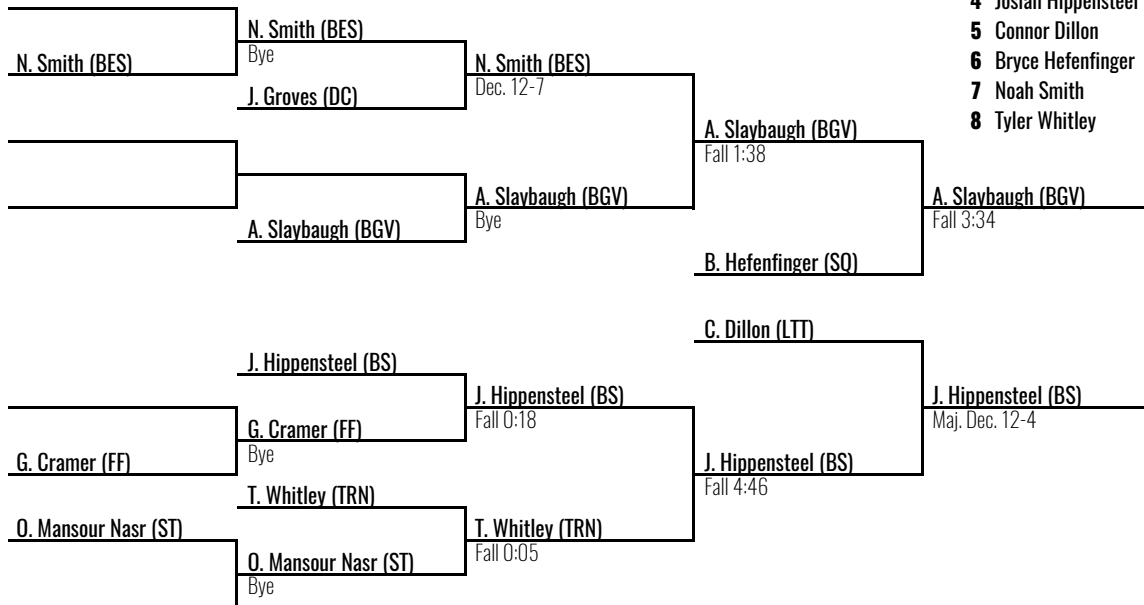 4 Josiah Hippensteel
5 Connor Dillon
6 Bryce Hefenfinger
7 Noah Smith
8 Tyler Whitley
N. Smith (BES)
N. Smith (BES)
Bye
J. Groves (DC)
N. Smith (BES)
Dec. 12-7
A. Slaybaugh (BGV)
A. Slaybaugh (BGV)
Bye
A. Slaybaugh (BGV)
Fall 1:38
B. Hefenfinger (SQ)
A. Slaybaugh (BGV)
Fall 3:34
C. Dillon (LTT)
J. Hippensteel (BS)
G. Cramer (FF)
G. Cramer (FF)
Bye
J. Hippensteel (BS)
Fall 0:18
T. Whitley (TRN)
O. Mansour Nasr (ST)
O. Mansour Nasr (ST)
Bye
T. Whitley (TRN)
Fall 0:05
J. Hippensteel (BS)
Fall 4:46
J. Hippensteel (BS)
Maj. Dec. 12-4